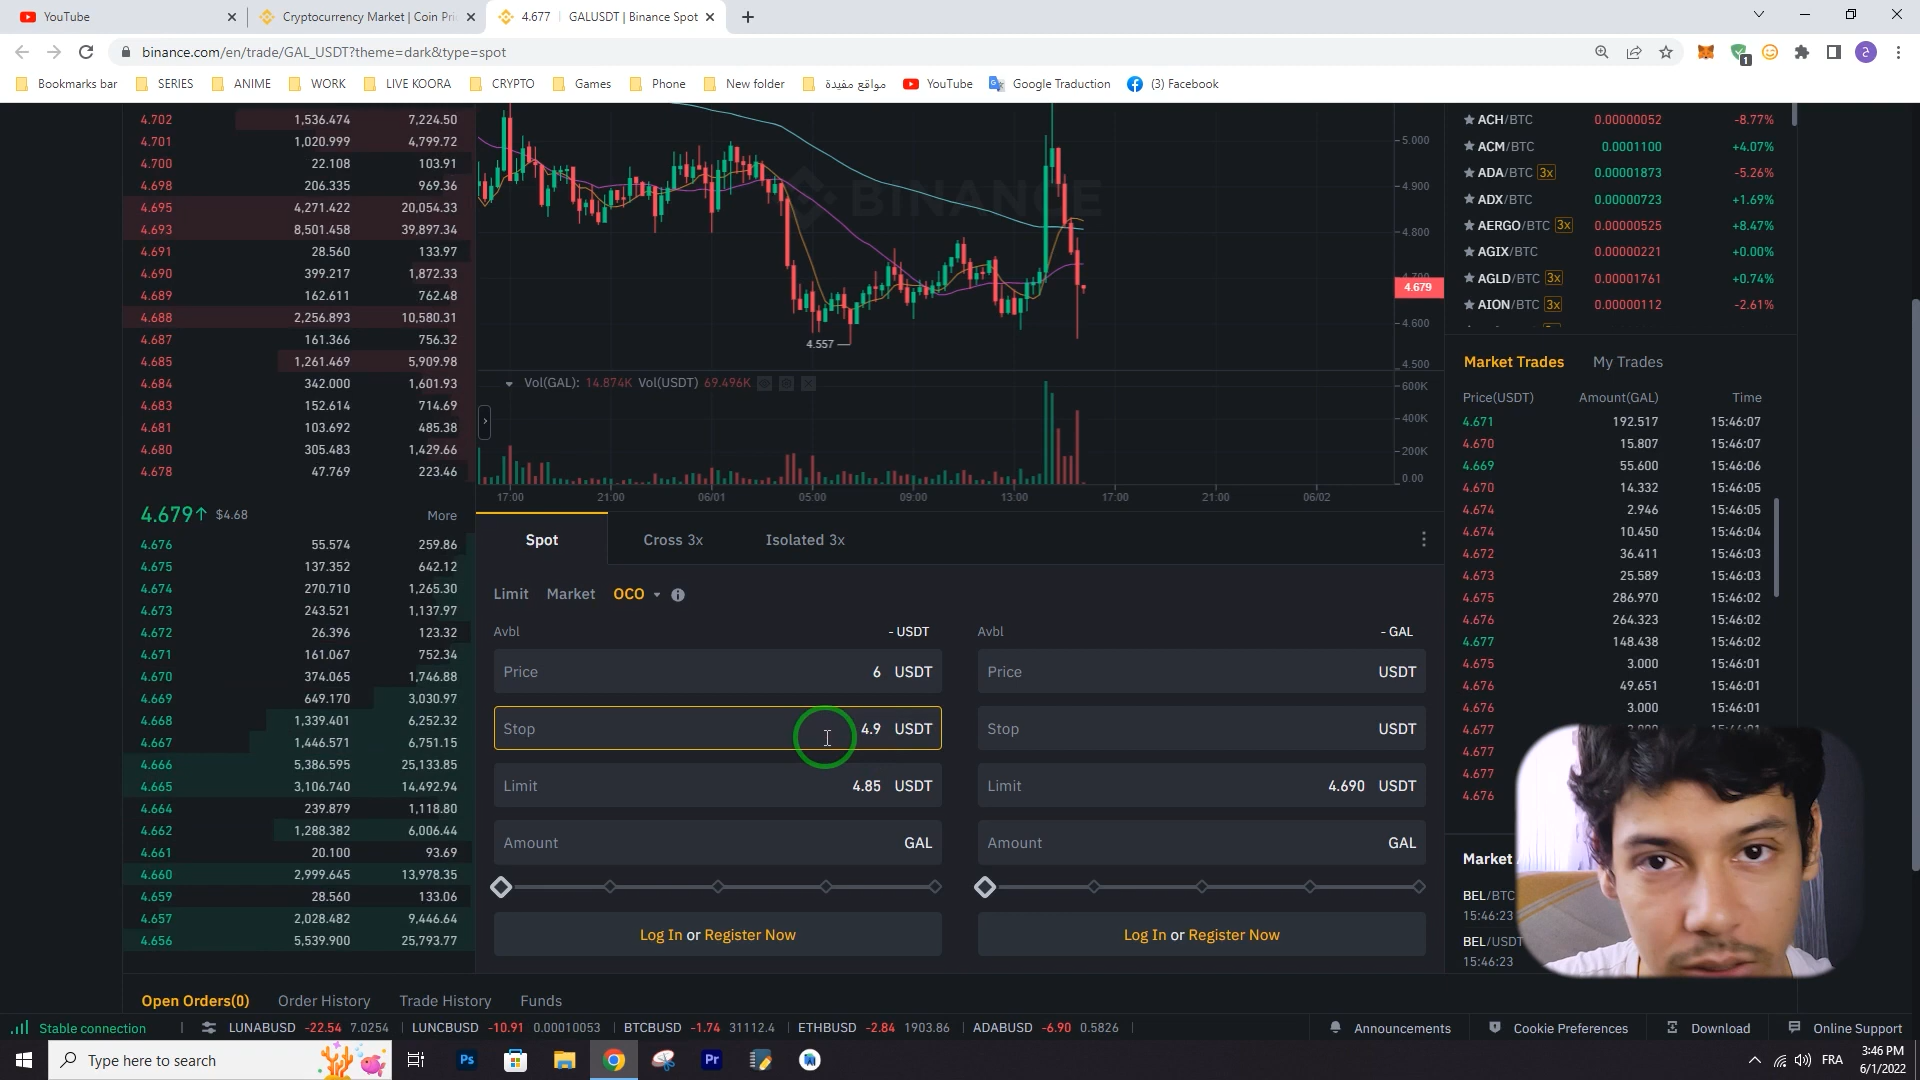 YouTube
Cryptocurrency Market | Coin Pri
4.677 GALUSDT | Binance Spot
binance.com/en/trade/GAL_USDT?theme=dark&type=spot
1
Bookmarks bar SERIES ANIME WORK LIVE KOORA CRYPTO Games Phone New folder مواقع مفيدة YouTube Google Traduction (3) Facebook
4.702 1,536.474 7,224.50
4.701 1,020.999 4,799.72
4.700 22.108 103.91
4.698 206.335 969.36
4.695 4,271.422 20,054.33
4.693 8,501.458 39,897.34
4.691 28.560 133.97
4.690 399.217 1,872.33
4.689 162.611 762.48
4.688 2,256.893 10,580.31
4.687 161.366 756.32
4.685 1,261.469 5,909.98
4.684 342.000 1,601.93
4.683 152.614 714.69
4.681 103.692 485.38
4.680 305.483 1,429.66
4.678 47.769 223.46
4.679↑ $4.68 More
4.676 55.574 259.86
4.675 137.352 642.12
4.674 270.710 1,265.30
4.673 243.521 1,137.97
4.672 26.396 123.32
4.671 161.067 752.34
4.670 374.065 1,746.88
4.669 649.170 3,030.97
4.668 1,339.401 6,252.32
4.667 1,446.571 6,751.15
4.666 5,386.595 25,133.85
4.665 3,106.740 14,492.94
4.664 239.879 1,118.80
4.662 1,288.382 6,006.44
4.661 20.100 93.69
4.660 2,999.645 13,978.35
4.659 28.560 133.06
4.657 2,028.482 9,446.64
4.656 5,539.900 25,793.77
BINANCE
5.000
4.900
4.800
4.700
4.679
4.600
4.500
4.557
Vol(GAL): 14.874K Vol(USDT) 69.496K
600K
400K
200K
0.00
17:00 21:00 06/01 05:00 09:00 13:00 17:00 21:00 06/02
Spot Cross 3x Isolated 3x
Limit Market OCO
Avbl - USDT
Price 6 USDT
Stop 4.9 USDT
Limit 4.85 USDT
Amount GAL
Log In or Register Now
Avbl - GAL
Price USDT
Stop USDT
Limit 4.690 USDT
Amount GAL
Log In or Register Now
ACH/BTC 0.00000052 -8.77%
ACM/BTC 0.0001100 +4.07%
ADA/BTC 3x 0.00001873 -5.26%
ADX/BTC 0.00000723 +1.69%
AERGO/BTC 3x 0.00000525 +8.47%
AGIX/BTC 0.00000221 +0.00%
AGLD/BTC 3x 0.00001761 +0.74%
AION/BTC 3x 0.00000112 -2.61%
Market Trades My Trades
Price(USDT) Amount(GAL) Time
4.671 192.517 15:46:07
4.670 15.807 15:46:07
4.669 55.600 15:46:06
4.670 14.332 15:46:05
4.674 2.946 15:46:05
4.674 10.450 15:46:04
4.672 36.411 15:46:03
4.673 25.589 15:46:03
4.675 286.970 15:46:02
4.676 264.323 15:46:02
4.677 148.438 15:46:02
4.675 3.000 15:46:01
4.676 49.651 15:46:01
4.676 3.000 15:46:01
4.677
4.677
4.677
4.676
Market
BEL/BTC
15:46:23
BEL/USDT
15:46:23
Open Orders(0) Order History Trade History Funds
Stable connection LUNABUSD -22.54 7.0254 LUNCBUSD -10.91 0.00010053 BTCBUSD -1.74 31112.4 ETHBUSD -2.84 1903.86 ADABUSD -6.90 0.5826 Announcements Cookie Preferences Download Online Support
Type here to search
Ps
Pr
FRA
3:46 PM
6/1/2022